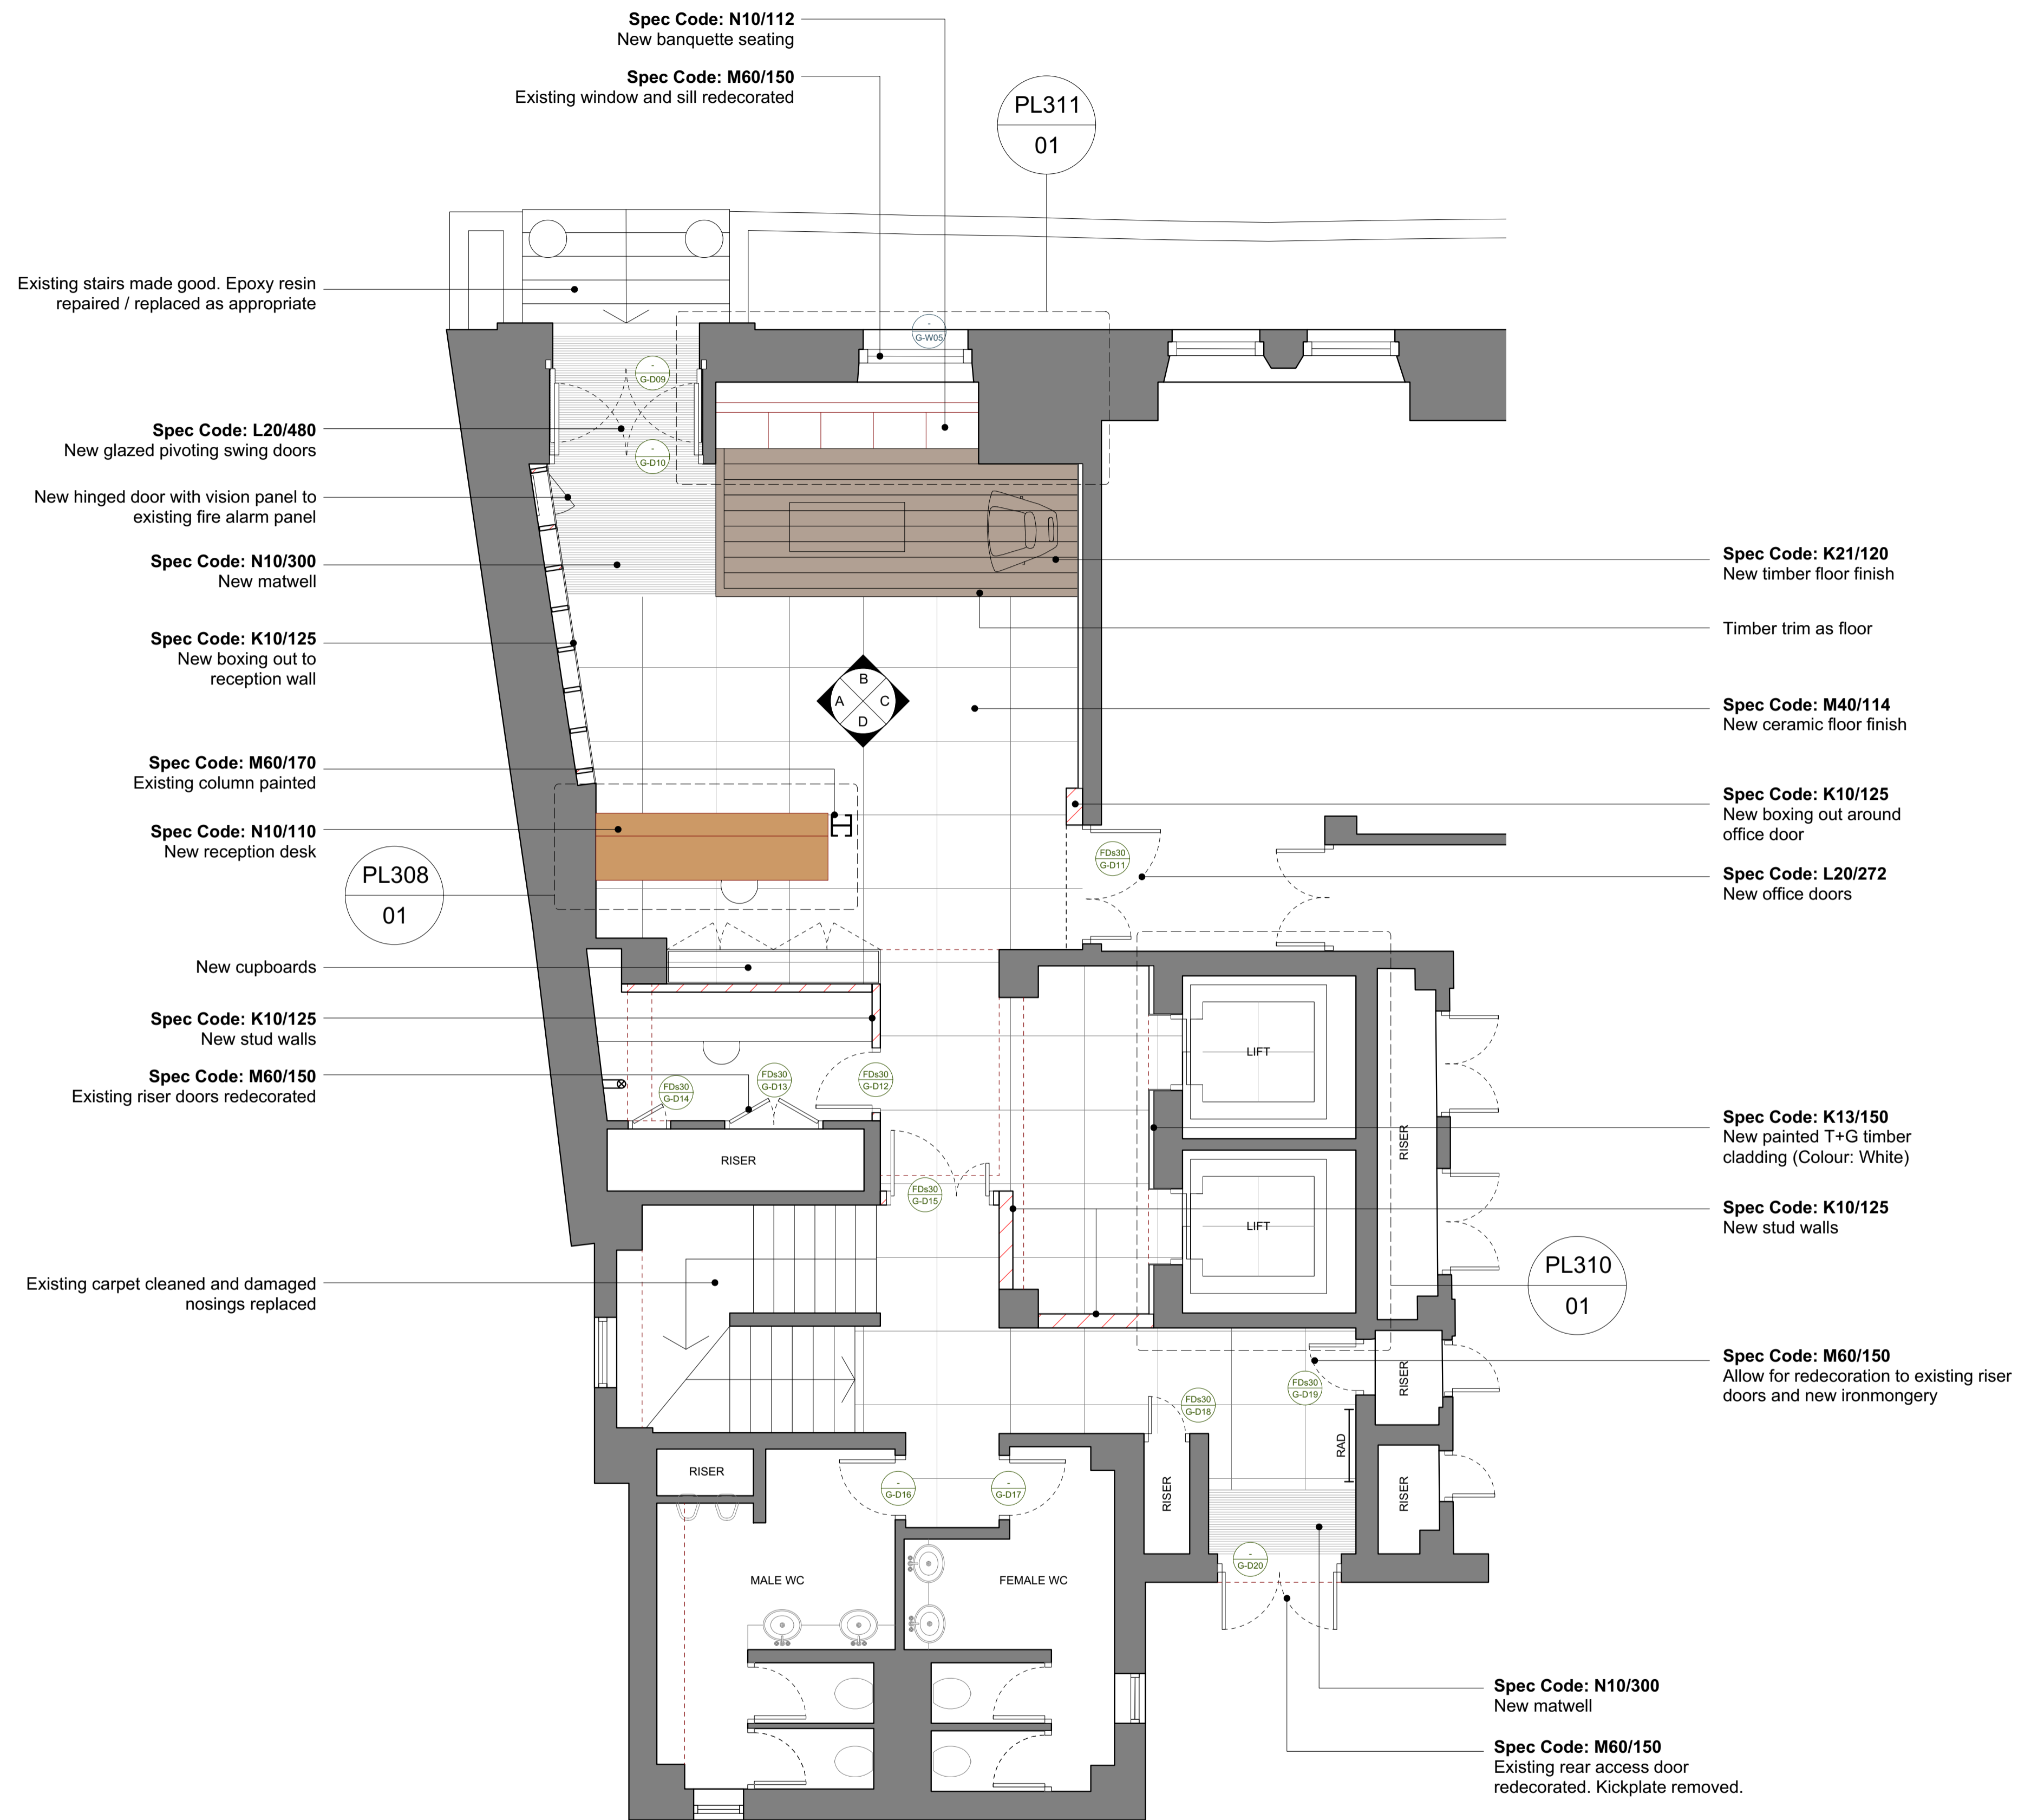 Spec Code: N10/112
New banquette seating
Spec Code: M60/150
Existing window and sill redecorated
PL311
01
Existing stairs made good. Epoxy resin
repaired / replaced as appropriate
Spec Code: L20/480
New glazed pivoting swing doors
New hinged door with vision panel to
existing fire alarm panel
Spec Code: N10/300
New matwell
Spec Code: K10/125
New boxing out to
reception wall
Spec Code: M60/170
Existing column painted
Spec Code: N10/110
New reception desk
PL308
01
New cupboards
Spec Code: K10/125
New stud walls
Spec Code: M60/150
Existing riser doors redecorated
Existing carpet cleaned and damaged
nosings replaced
-
G-W05
-
G-D09
-
G-D10
B
A
C
D
FDs30
G-D11
FDs30
G-D12
FDs30
G-D13
FDs30
G-D14
RISER
FDs30
G-D15
LIFT
LIFT
RISER
RISER
RISER
FDs30
G-D18
FDs30
G-D19
RAD
RISER
RISER
-
G-D16
-
G-D17
-
G-D20
MALE WC
FEMALE WC
Spec Code: K21/120
New timber floor finish
Timber trim as floor
Spec Code: M40/114
New ceramic floor finish
Spec Code: K10/125
New boxing out around
office door
Spec Code: L20/272
New office doors
Spec Code: K13/150
New painted T+G timber
cladding (Colour: White)
Spec Code: K10/125
New stud walls
PL310
01
Spec Code: M60/150
Allow for redecoration to existing riser
doors and new ironmongery
Spec Code: N10/300
New matwell
Spec Code: M60/150
Existing rear access door
redecorated. Kickplate removed.